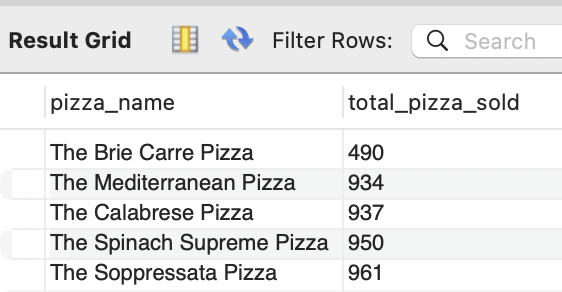 Result Grid Filter Rows: Search
pizza_name total_pizza_sold
The Brie Carre Pizza 490
The Mediterranean Pizza 934
The Calabrese Pizza 937
The Spinach Supreme Pizza 950
The Soppressata Pizza 961